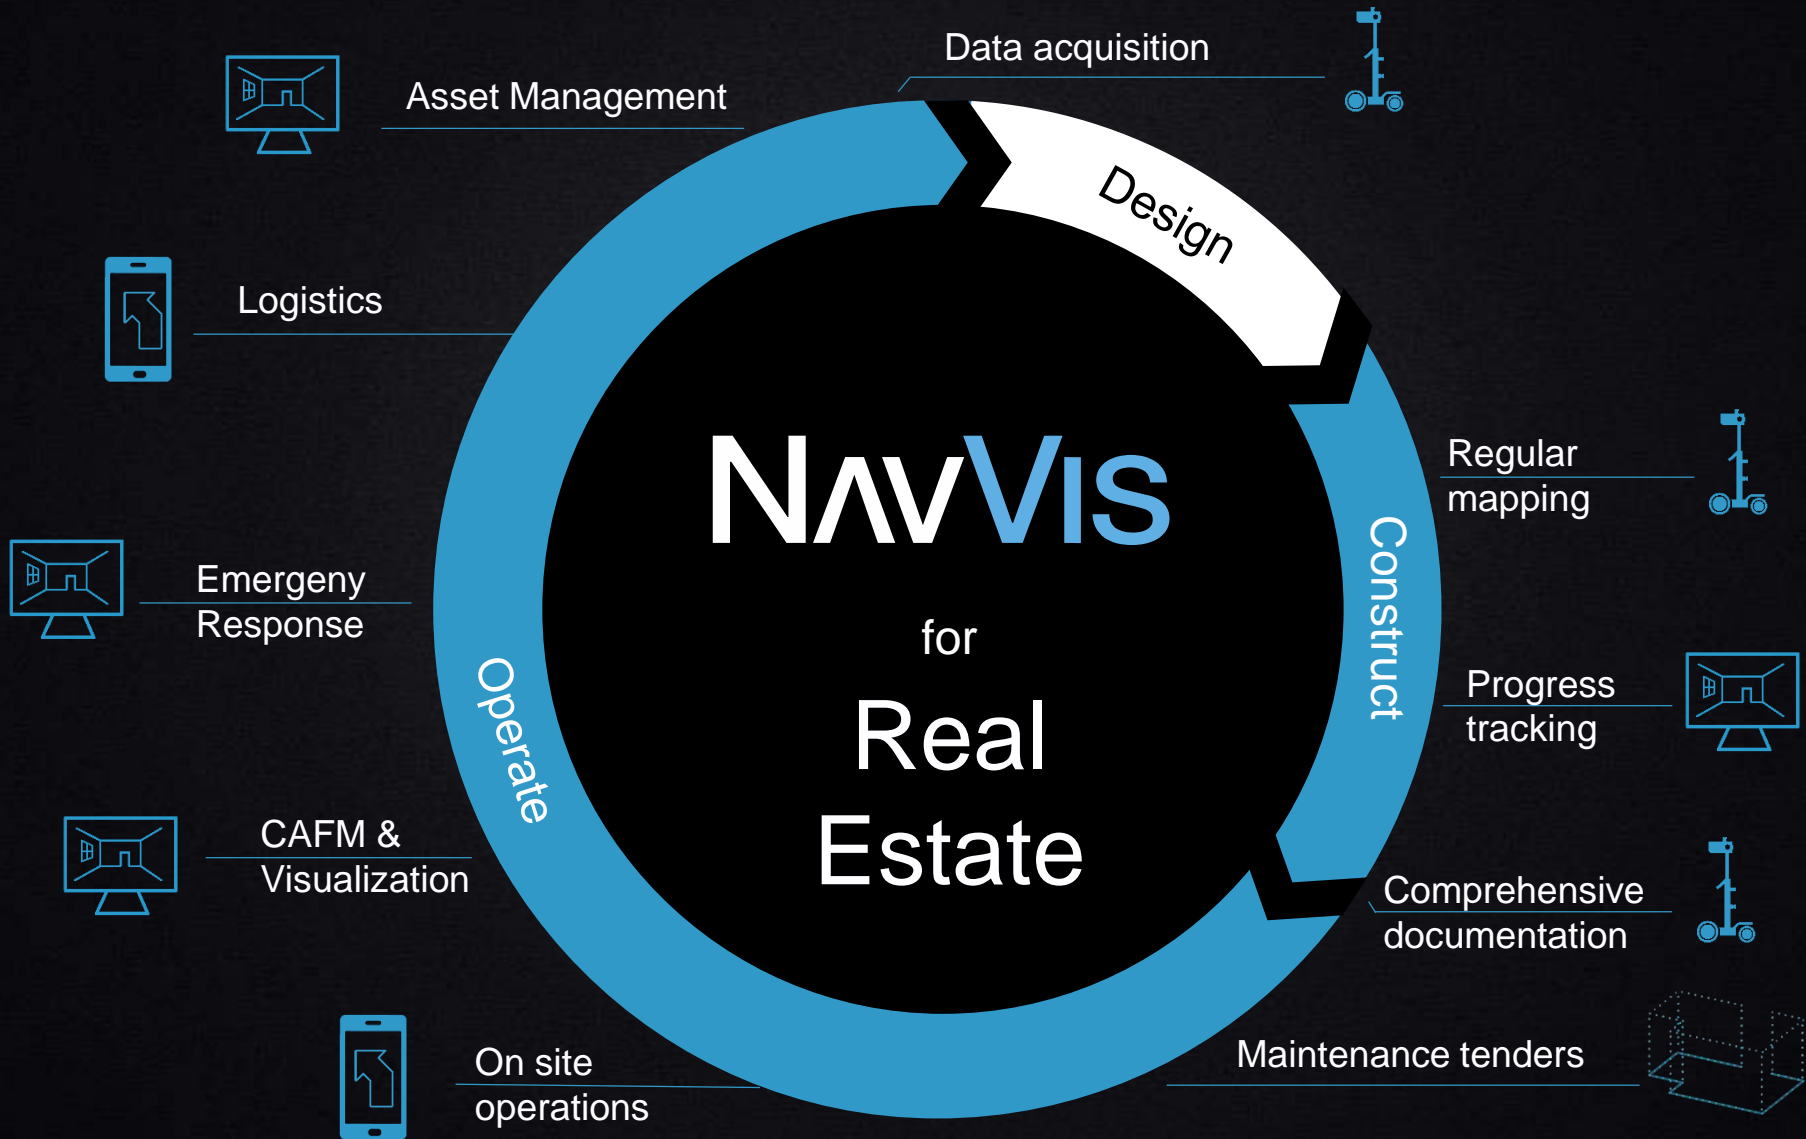 Data acquisition
Asset Management
Design
Logistics
NavVis
for
Real
Estate
Regular
mapping
Construct
Emergeny
Response
Operate
Progress
tracking
CAFM &
Visualization
Comprehensive
documentation
On site
operations
Maintenance tenders